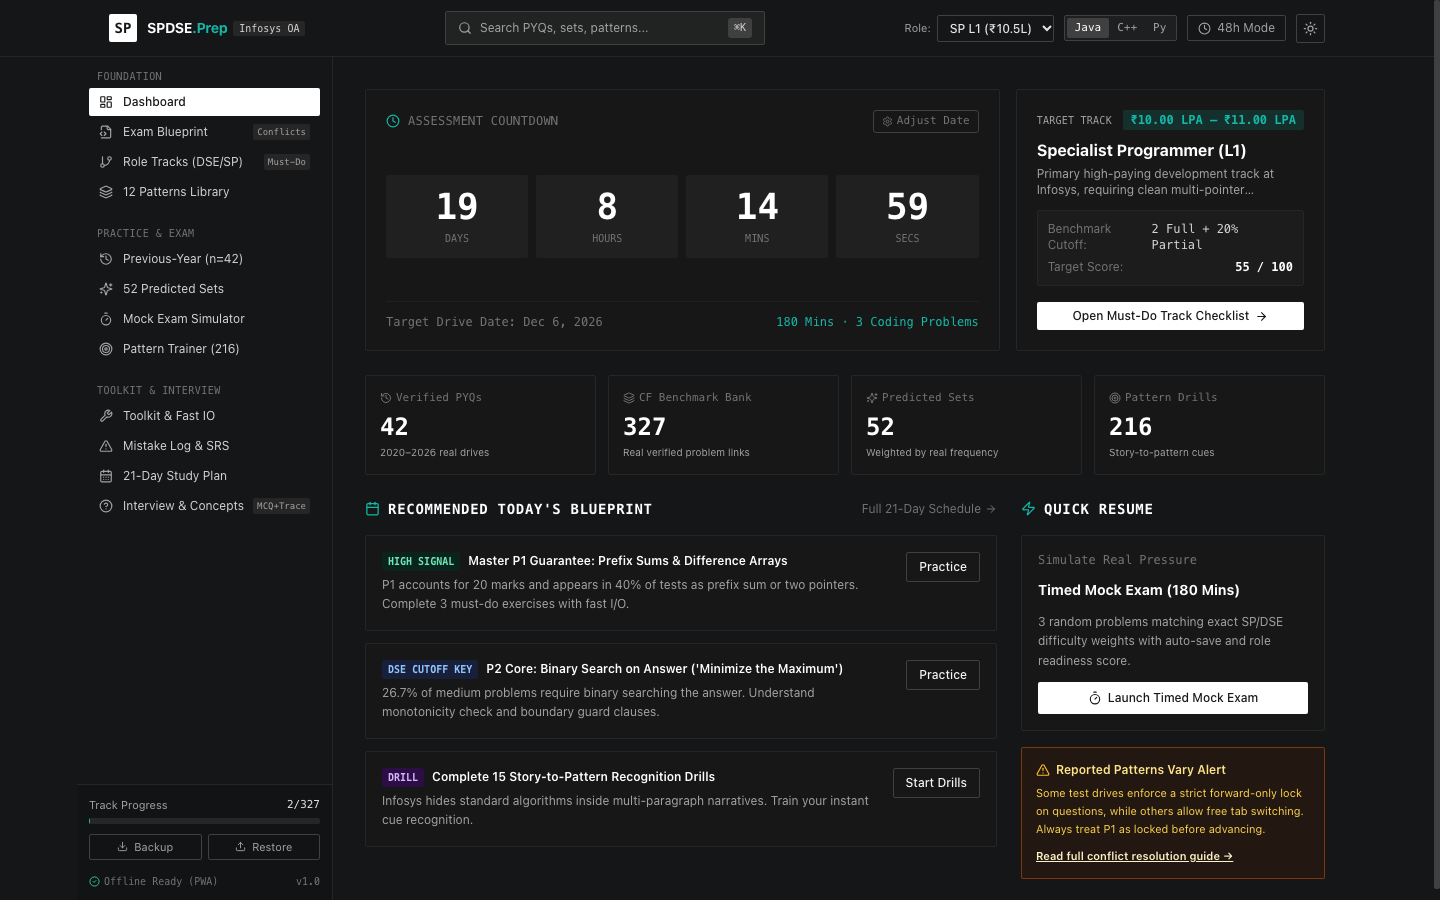 SP SPDSE.Prep Infosys OA
Search PYQs, sets, patterns... ⌘K
Role: SP L1 (₹10.5L) Java C++ Py 48h Mode
FOUNDATION
Dashboard
Exam Blueprint Conflicts
Role Tracks (DSE/SP) Must-Do
12 Patterns Library
PRACTICE & EXAM
Previous-Year (n=42)
52 Predicted Sets
Mock Exam Simulator
Pattern Trainer (216)
TOOLKIT & INTERVIEW
Toolkit & Fast IO
Mistake Log & SRS
21-Day Study Plan
Interview & Concepts MCQ+Trace
Track Progress 2/327
Backup Restore
Offline Ready (PWA) v1.0
ASSESSMENT COUNTDOWN Adjust Date
19 8 14 59
DAYS HOURS MINS SECS
Target Drive Date: Dec 6, 2026 180 Mins · 3 Coding Problems
TARGET TRACK ₹10.00 LPA – ₹11.00 LPA
Specialist Programmer (L1)
Primary high-paying development track at
Infosys, requiring clean multi-pointer...
Benchmark 2 Full + 20%
Cutoff: Partial
Target Score: 55 / 100
Open Must-Do Track Checklist →
Verified PYQs
42
2020–2026 real drives
CF Benchmark Bank
327
Real verified problem links
Predicted Sets
52
Weighted by real frequency
Pattern Drills
216
Story-to-pattern cues
RECOMMENDED TODAY'S BLUEPRINT Full 21-Day Schedule →
HIGH SIGNAL Master P1 Guarantee: Prefix Sums & Difference Arrays
P1 accounts for 20 marks and appears in 40% of tests as prefix sum or two pointers.
Complete 3 must-do exercises with fast I/O.
Practice
DSE CUTOFF KEY P2 Core: Binary Search on Answer ('Minimize the Maximum')
26.7% of medium problems require binary searching the answer. Understand
monotonicity check and boundary guard clauses.
Practice
DRILL Complete 15 Story-to-Pattern Recognition Drills
Infosys hides standard algorithms inside multi-paragraph narratives. Train your instant
cue recognition.
Start Drills
QUICK RESUME
Simulate Real Pressure
Timed Mock Exam (180 Mins)
3 random problems matching exact SP/DSE
difficulty weights with auto-save and role
readiness score.
Launch Timed Mock Exam
Reported Patterns Vary Alert
Some test drives enforce a strict forward-only lock
on questions, while others allow free tab switching.
Always treat P1 as locked before advancing.
Read full conflict resolution guide →